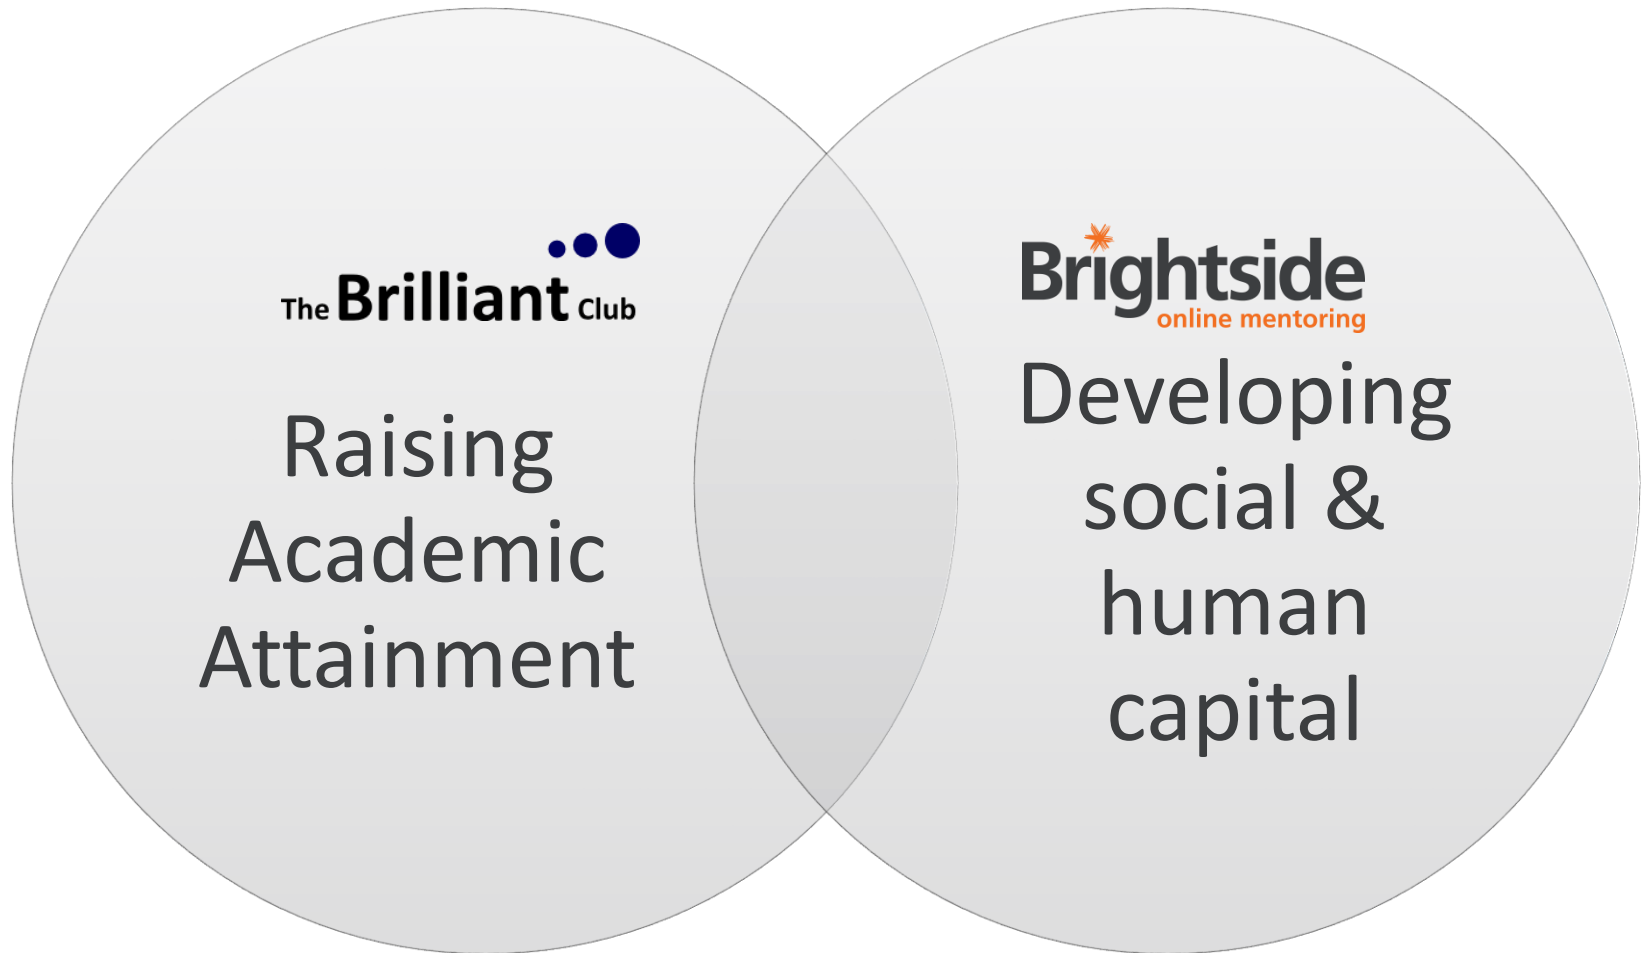 The Brilliant Club
Raising
Academic
Attainment
Brightside
online mentoring
Developing
social &
human
capital